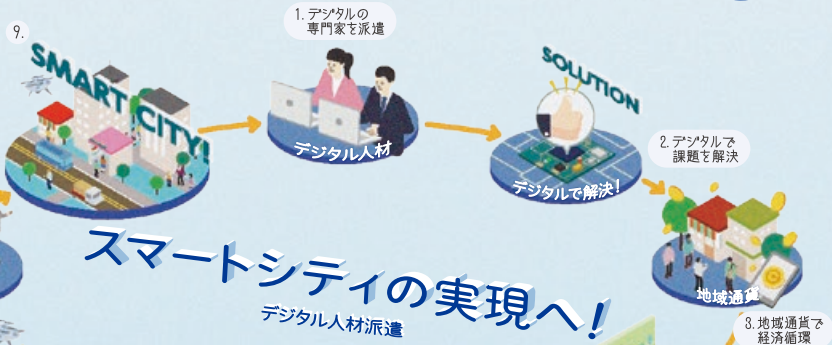 9.
SMART CITY!
1. デジタルの
専門家を派遣
デジタル人材
SOLUTION
デジタルで解決!
2. デジタルで
課題を解決
地域通貨
3. 地域通貨で
経済循環
スマートシティの実現へ!
デジタル人材派遣